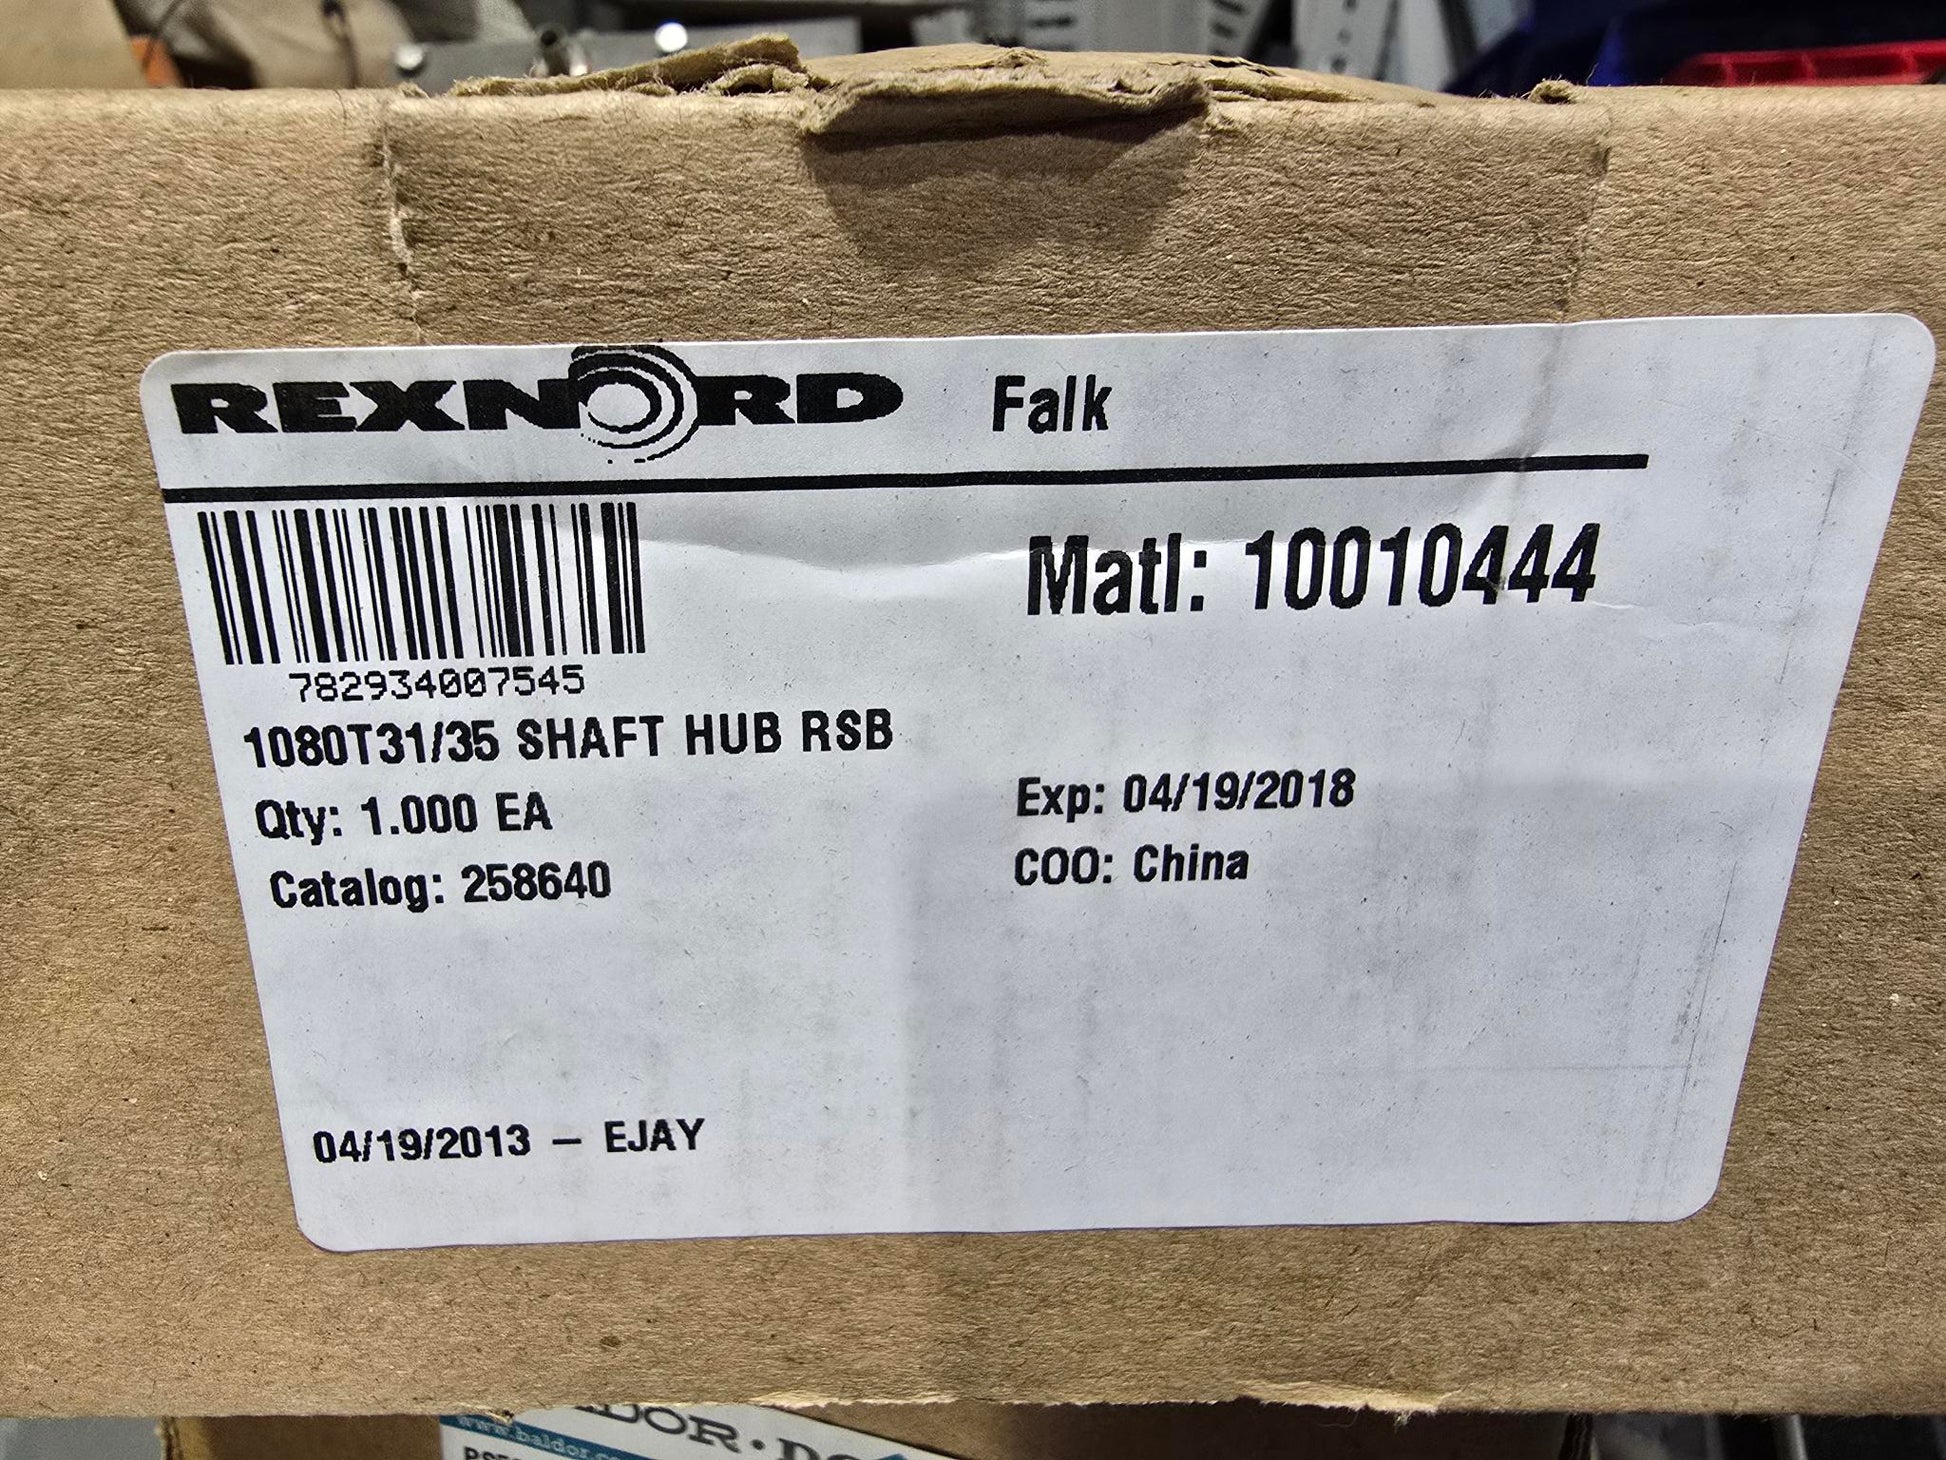 REXNORD Falk
Matl: 10010444
782934007545
1080T31/35 SHAFT HUB RSB
Qty: 1.000 EA
Exp: 04/19/2018
Catalog: 258640
COO: China
04/19/2013 – EJAY